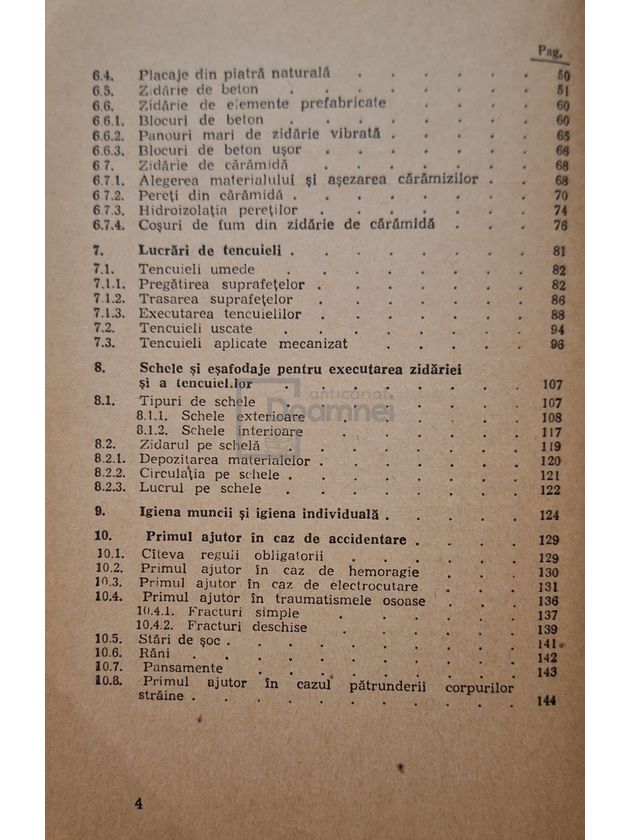 Pag.
6.4. Placaje din piatră naturală . . . . . . 50
6.5. Zidărie de beton . . . . . . . 51
6.6. Zidărie de elemente prefabricate . . . . 60
6.6.1. Blocuri de beton . . . . . . . 60
6.6.2. Panouri mari de zidărie vibrată . . . . . 65
6.6.3. Blocuri de beton ușor . . . . . . 66
6.7. Zidărie de cărămidă . . . . . . 68
6.7.1. Alegerea materialului și așezarea cărămizilor . . 68
6.7.2. Pereți din cărămidă . . . . . . . 70
6.7.3. Hidroizolația pereților . . . . . . 74
6.7.4. Coșuri de fum din zidărie de cărămidă . . . 76
7. Lucrări de tencuieli . . . . . . . 81
7.1. Tencuieli umede . . . . . . . 82
7.1.1. Pregătirea suprafețelor . . . . . . 82
7.1.2. Trasarea suprafețelor . . . . . . 86
7.1.3. Executarea tencuielilor . . . . . . 88
7.2. Tencuieli uscate . . . . . . . 94
7.3. Tencuieli aplicate mecanizat . . . . . 96
8. Schele și eșafodaje pentru executarea zidăriei
și a tencuielilor . . . . . . . 107
anticariat
Doamnei
8.1. Tipuri de schele . . . . . . . 107
8.1.1. Schele exterioare . . . . . . 108
8.1.2. Schele interioare . . . . . . 117
8.2. Zidarul pe schelă . . . . . . . 119
8.2.1. Depozitarea materialelor . . . . . . 120
8.2.2. Circulația pe schele . . . . . . . 121
8.2.3. Lucrul pe schele . . . . . . . 122
9. Igiena muncii și igiena individuală . . . . . 124
10. Primul ajutor în caz de accidentare . . . . 129
10.1. Cîteva reguli obligatorii . . . . . . 129
10.2. Primul ajutor în caz de hemoragie . . . 130
10.3. Primul ajutor în caz de electrocutare . . . 131
10.4. Primul ajutor în traumatismele osoase . . . 136
10.4.1. Fracturi simple . . . . . . 137
10.4.2. Fracturi deschise . . . . . . 139
10.5. Stări de șoc . . . . . . . . . 141
10.6. Răni . . . . . . . . . . 142
10.7. Pansamente . . . . . . . . 143
10.8. Primul ajutor în cazul pătrunderii corpurilor
străine . . . . . . . . . . 144
4